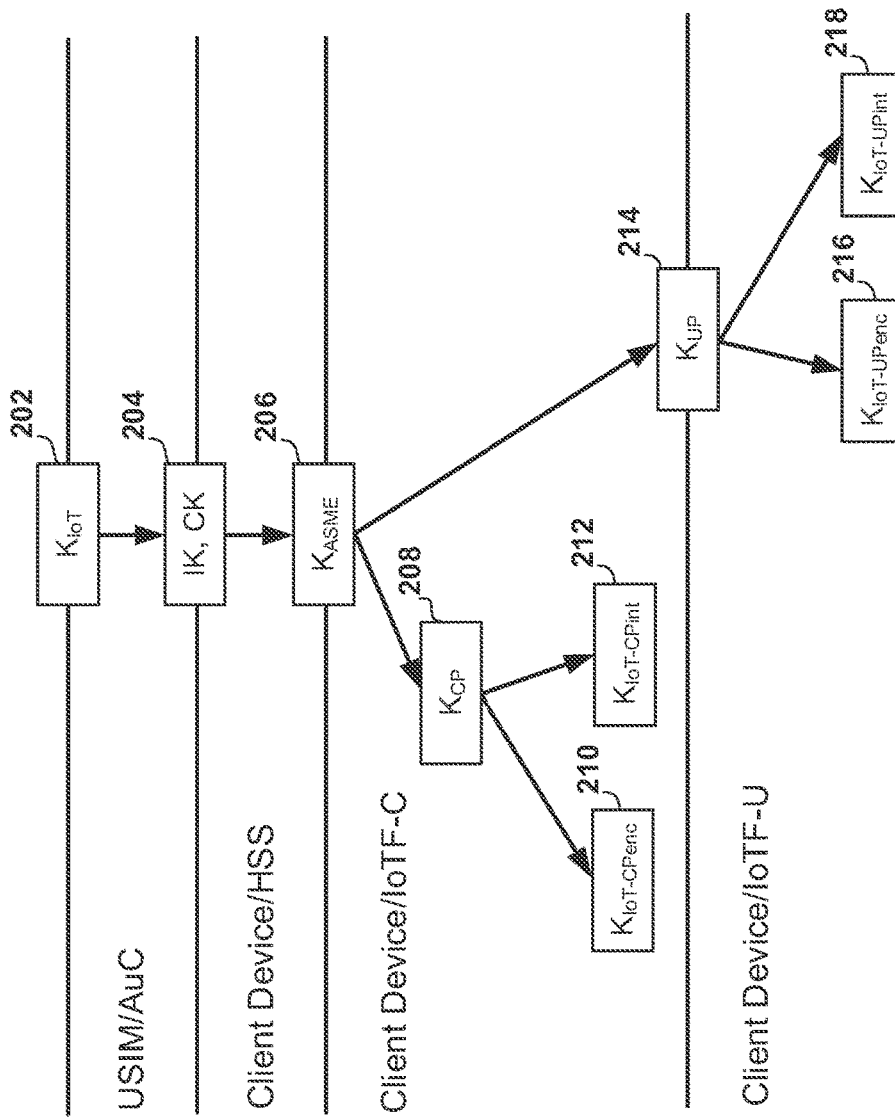 202
K_IoT
USIM/AuC
204
IK, CK
Client Device/HSS
206
K_ASME
Client Device/IoTF-C
208
K_CP
210
K_IoT-CPenc
212
K_IoT-CPint
214
K_UP
Client Device/IoTF-U
216
K_IoT-UPenc
218
K_IoT-UPint